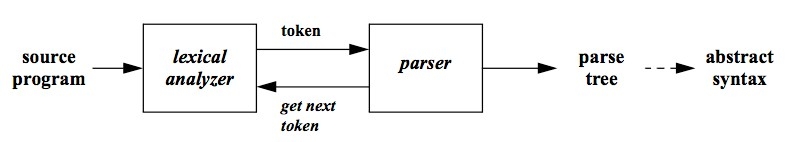 source
program
lexical
analyzer
token
get next
token
parser
parse
tree
abstract
syntax